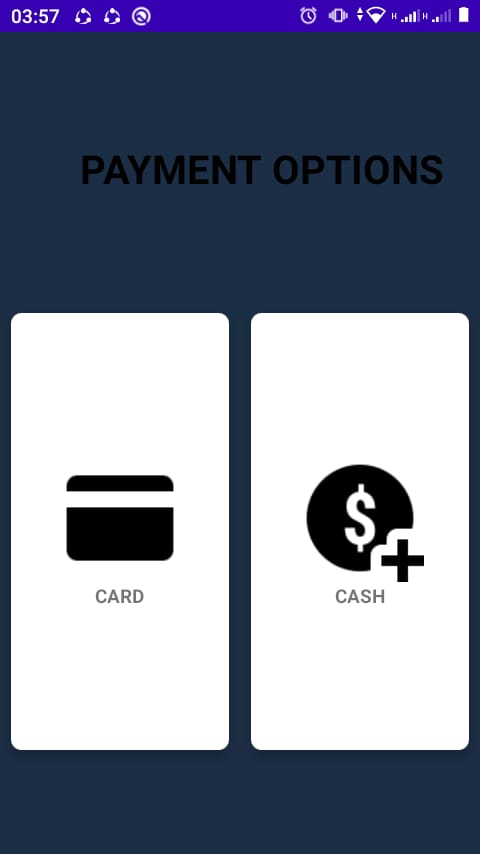 03:57 H H
PAYMENT OPTIONS
$
CARD
CASH